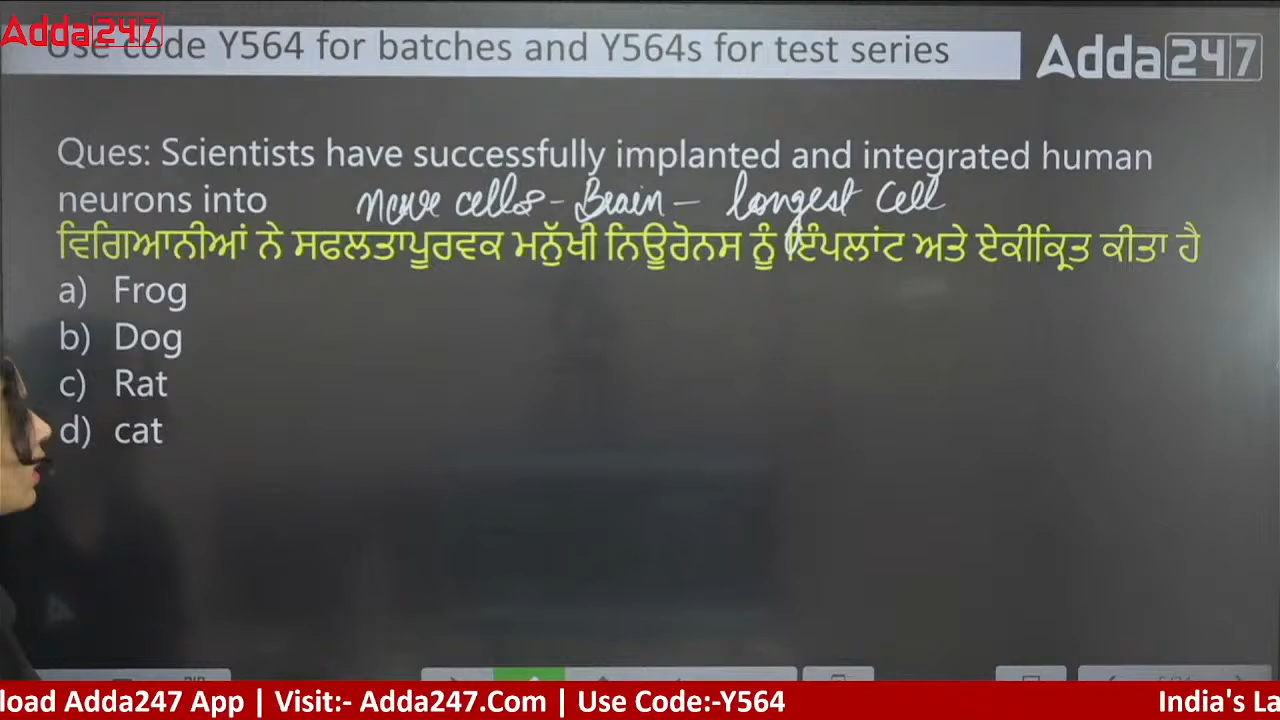 Adda247
Use code Y564 for batches and Y564s for test series
Adda247
Ques: Scientists have successfully implanted and integrated human
neurons into nerve cells - Brain - longest cell
ਵਿਗਿਆਨੀਆਂ ਨੇ ਸਫਲਤਾਪੂਰਵਕ ਮਨੁੱਖੀ ਨਿਊਰੋਨਸ ਨੂੰ ਇੰਪਲਾਂਟ ਅਤੇ ਏਕੀਕ੍ਰਿਤ ਕੀਤਾ ਹੈ
a) Frog
b) Dog
c) Rat
d) cat
load Adda247 App | Visit:- Adda247.Com | Use Code:-Y564 India's La